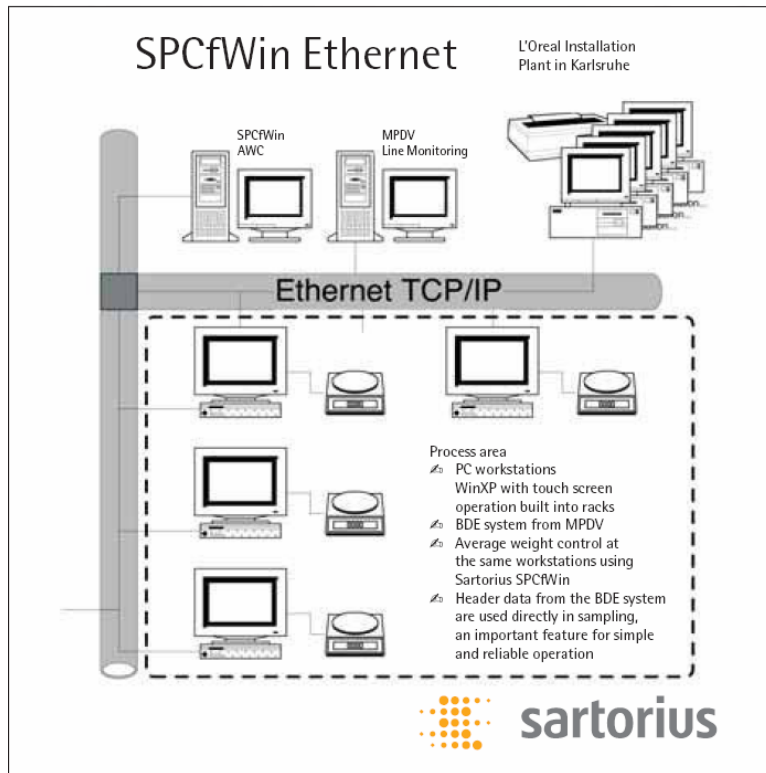 SPCfWin Ethernet
L'Oreal Installation
Plant in Karlsruhe
SPCfWin
AWC
MPDV
Line Monitoring
Ethernet TCP/IP
Process area
✍ PC workstations
WinXP with touch screen
operation built into racks
✍ BDE system from MPDV
✍ Average weight control at
the same workstations using
Sartorius SPCfWin
✍ Header data from the BDE system
are used directly in sampling,
an important feature for simple
and reliable operation
sartorius